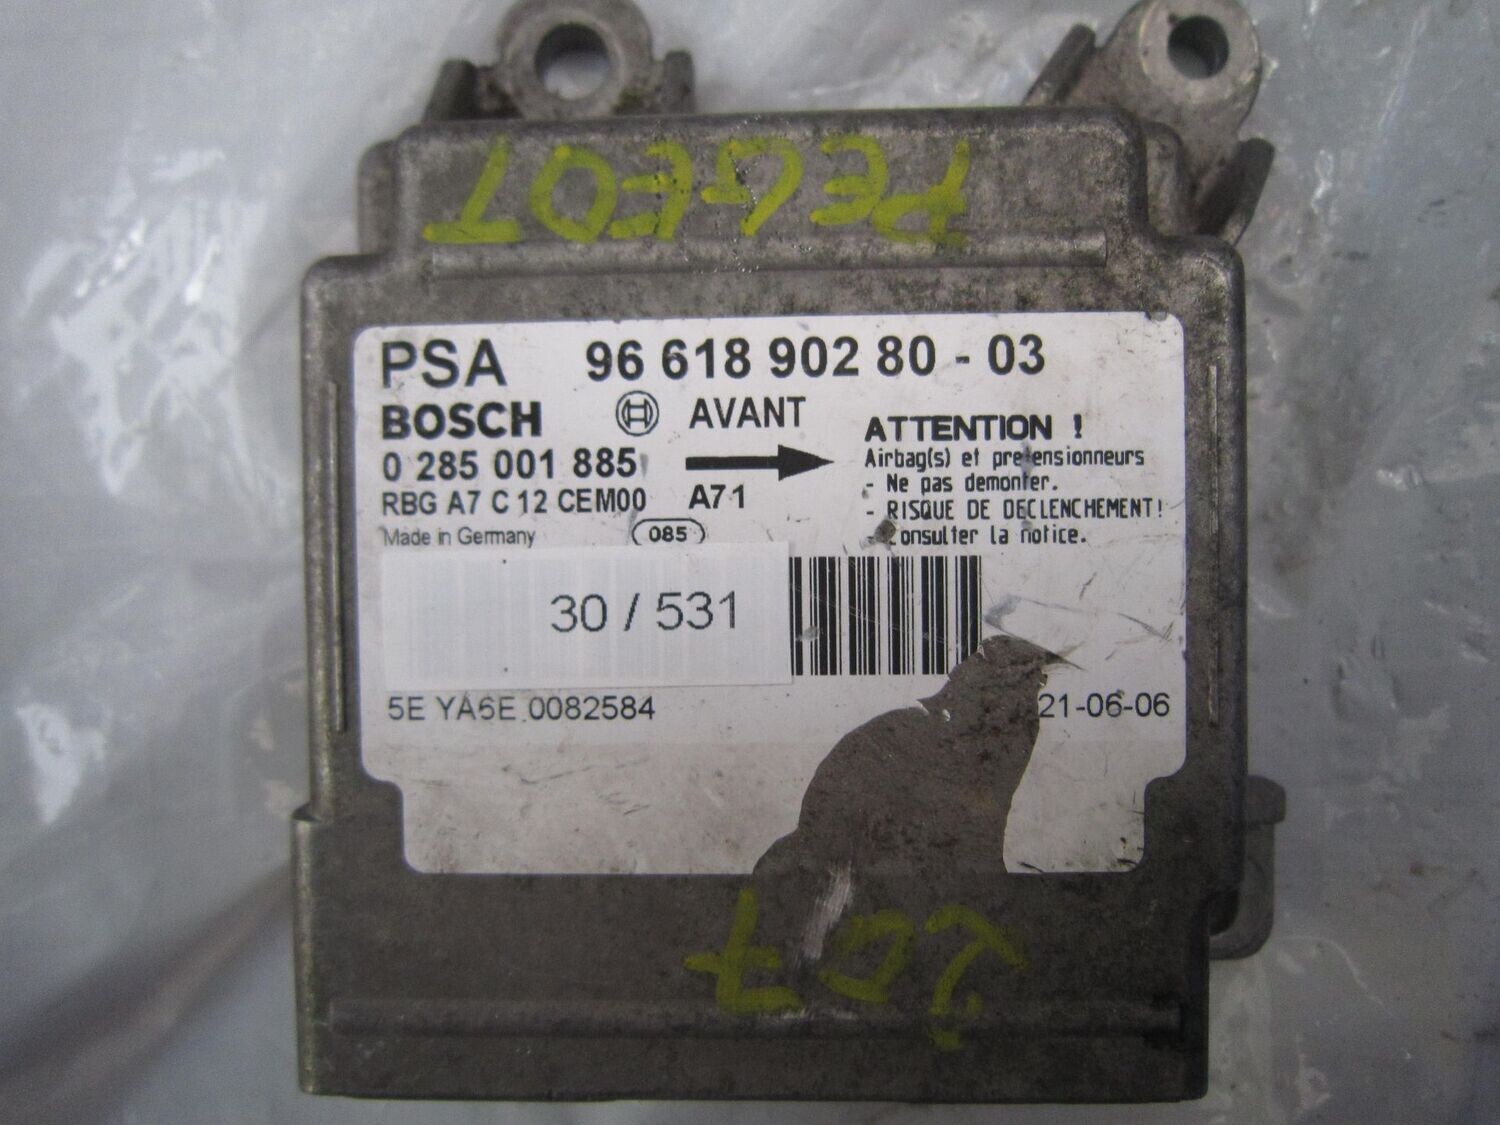 PEGEOT
PSA 96 618 902 80 - 03
BOSCH AVANT
0 285 001 885
RBG A7 C 12 CEM00 A71
Made in Germany 085
ATTENTION !
Airbag(s) et pretensionneurs
- Ne pas demonter.
- RISQUE DE DECLENCHEMENT!
- Consulter la notice.
30 / 531
5E YA6E 0082584 21-06-06
207